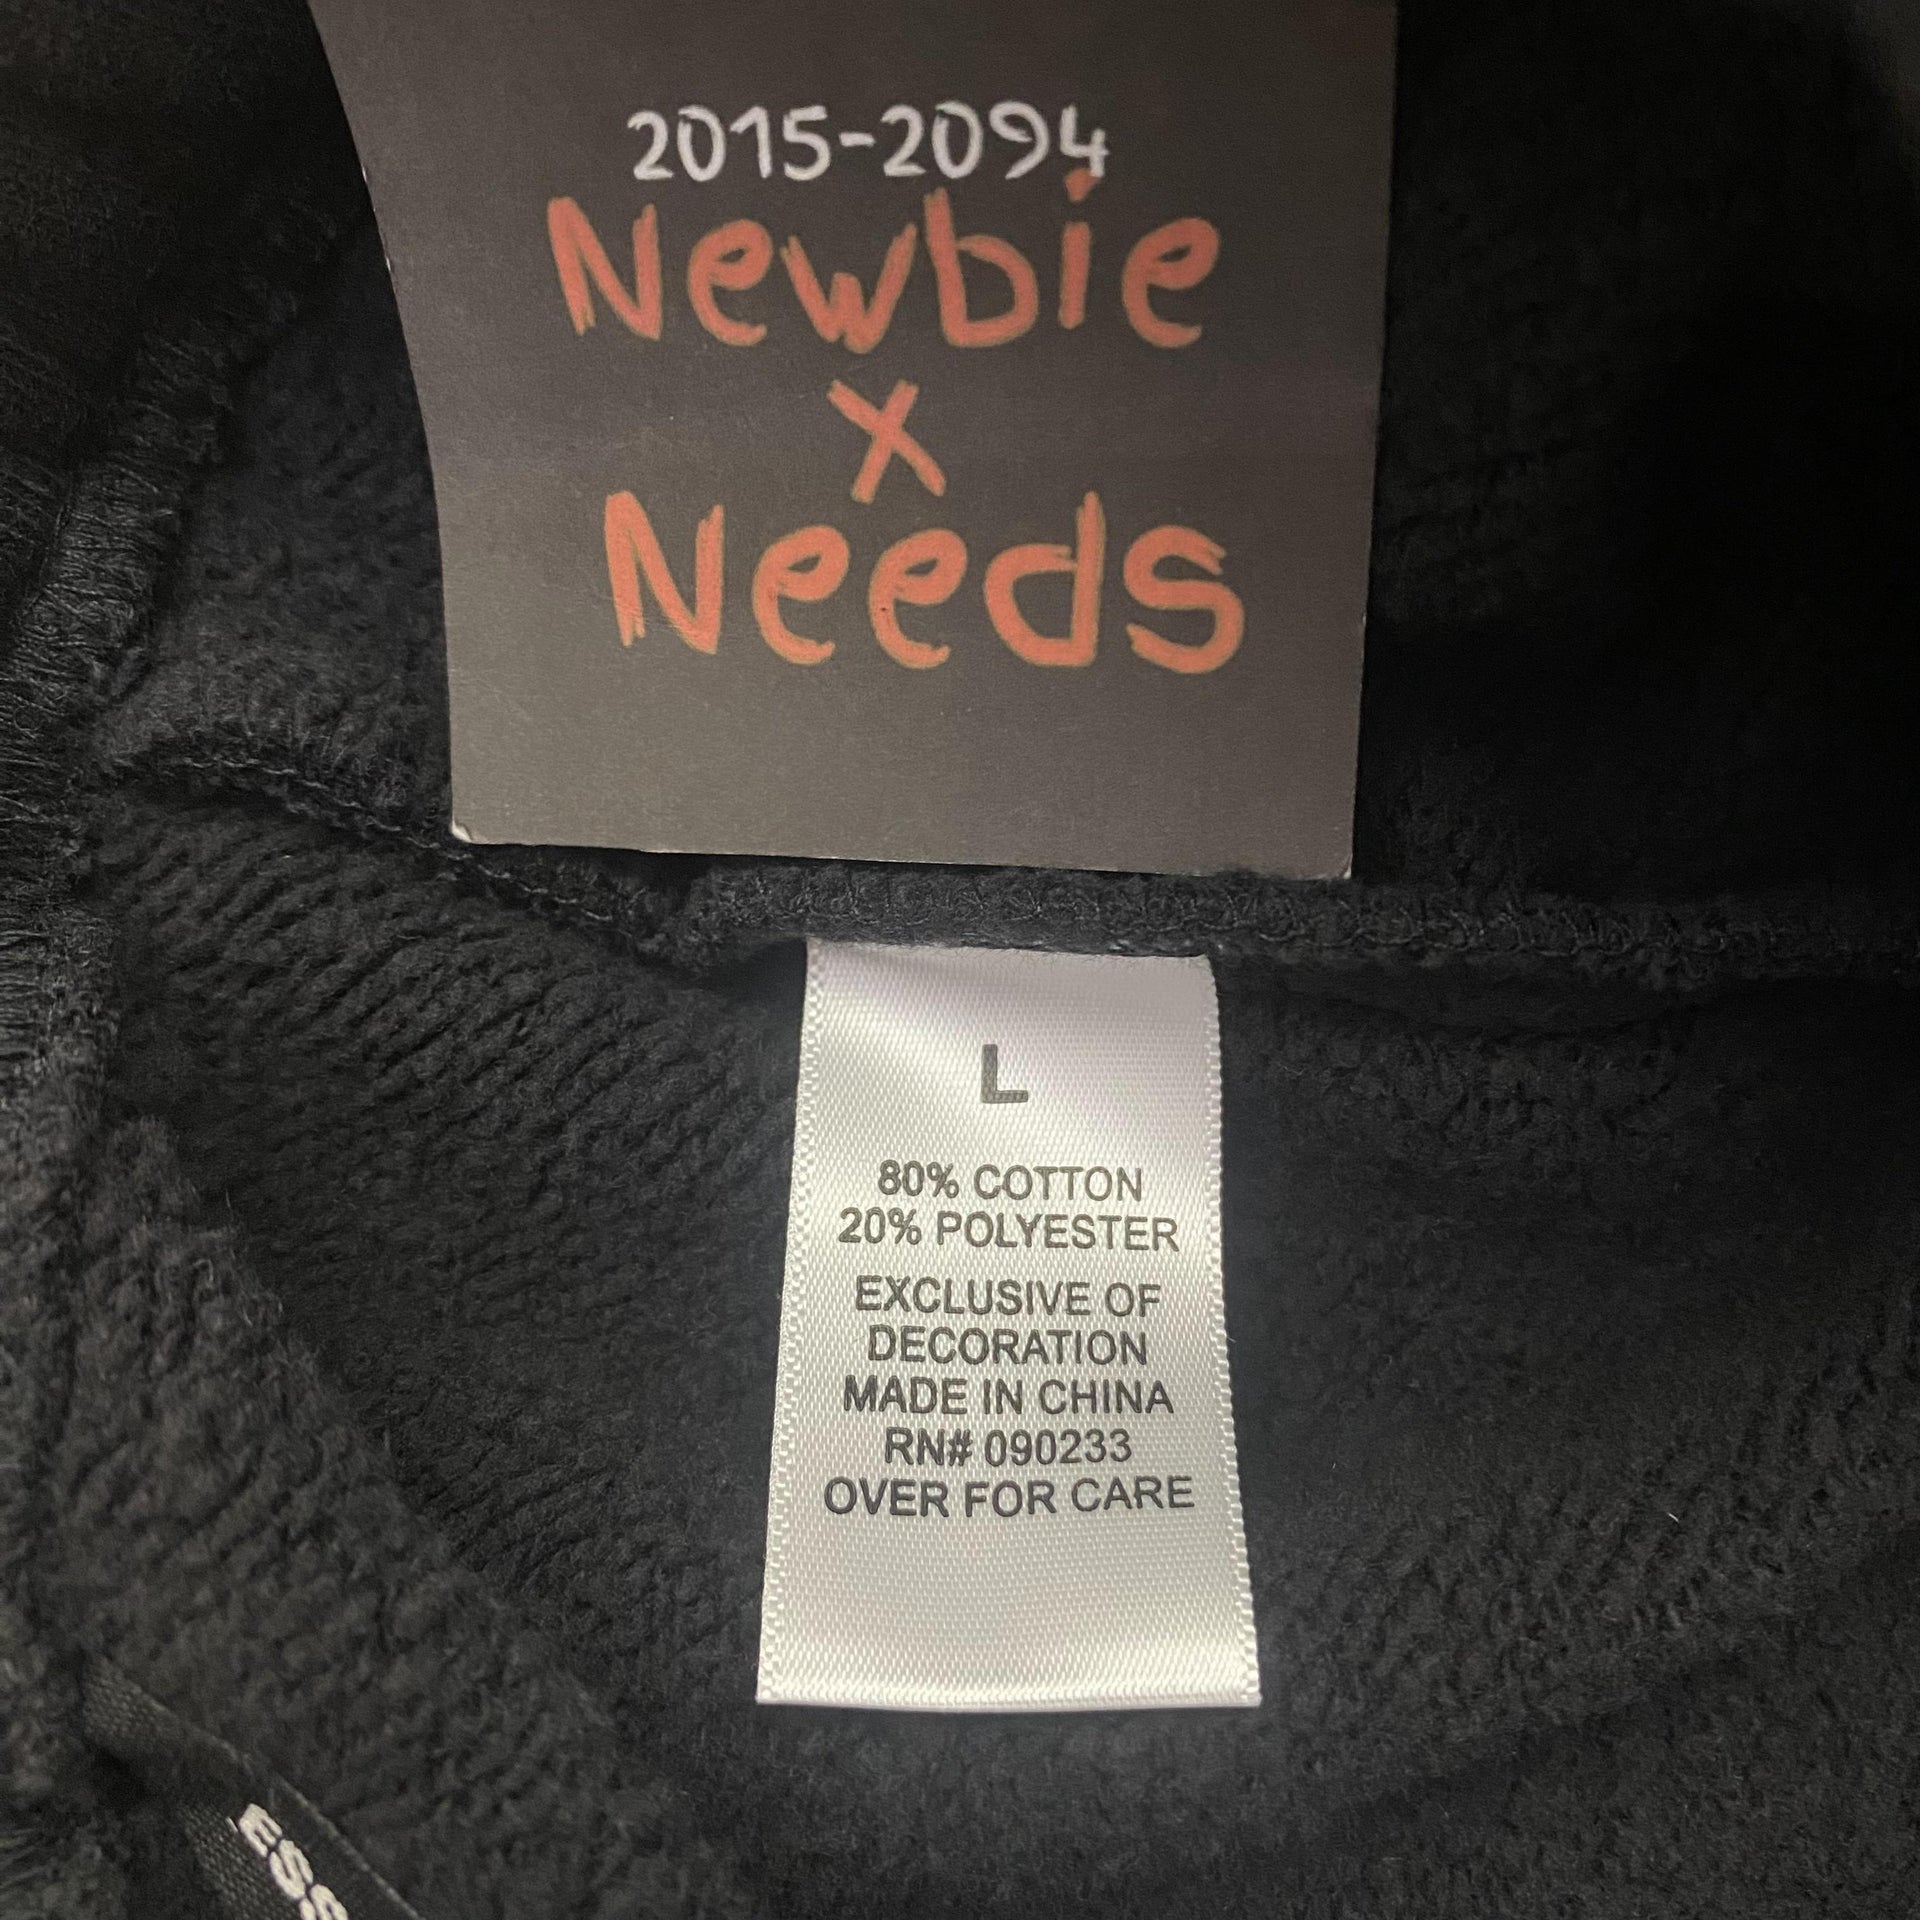 2015-2094
Newbie
x
Needs
L
80% COTTON
20% POLYESTER
EXCLUSIVE OF
DECORATION
MADE IN CHINA
RN# 090233
OVER FOR CARE
ESS